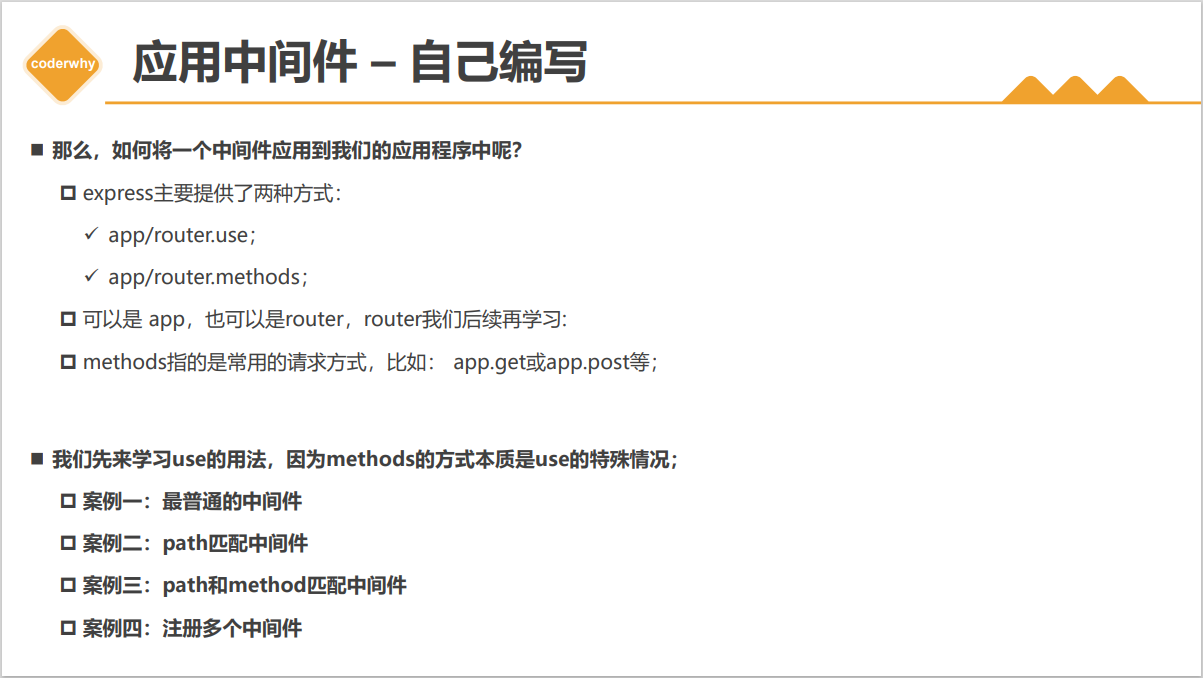 coderwhy
应用中间件 – 自己编写
那么，如何将一个中间件应用到我们的应用程序中呢？
express主要提供了两种方式：
app/router.use；
app/router.methods；
可以是 app，也可以是router，router我们后续再学习:
methods指的是常用的请求方式，比如： app.get或app.post等；
我们先来学习use的用法，因为methods的方式本质是use的特殊情况；
案例一：最普通的中间件
案例二：path匹配中间件
案例三：path和method匹配中间件
案例四：注册多个中间件